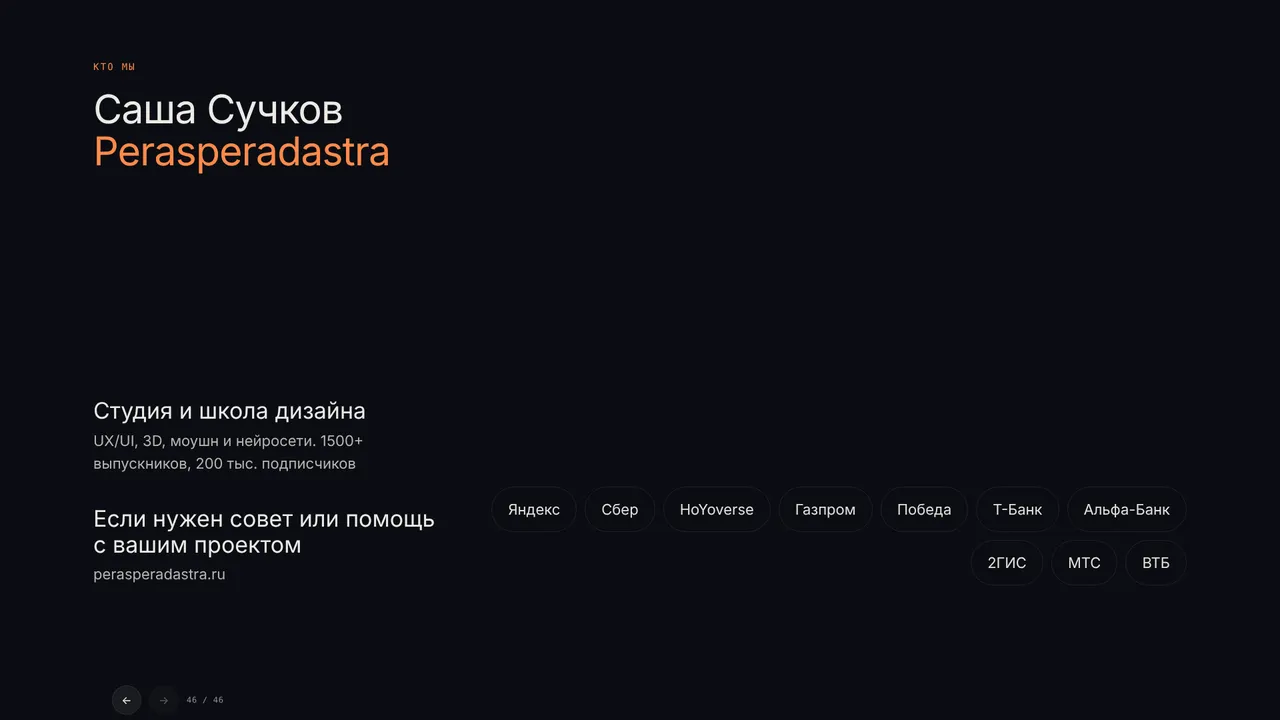 КТО МЫ
Саша Сучков
Perasperadastra
Студия и школа дизайна
UX/UI, 3D, моушн и нейросети. 1500+
выпускников, 200 тыс. подписчиков
Если нужен совет или помощь
с вашим проектом
perasperadastra.ru
Яндекс Сбер HoYoverse Газпром Победа Т-Банк Альфа-Банк
2ГИС МТС ВТБ
← → 46 / 46